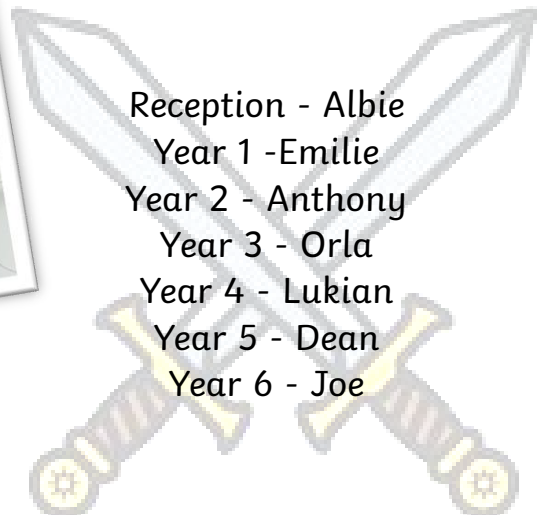 Reception - Albie
Year 1 -Emilie
Year 2 - Anthony
Year 3 - Orla
Year 4 - Lukian
Year 5 - Dean
Year 6 - Joe